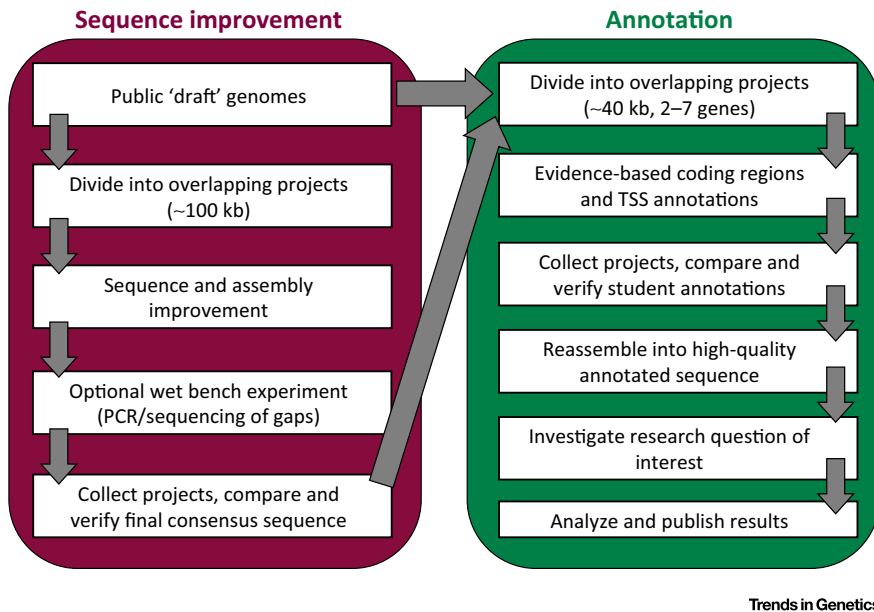 Sequence improvement
Public ‘draft’ genomes
Divide into overlapping projects
(~100 kb)
Sequence and assembly
improvement
Optional wet bench experiment
(PCR/sequencing of gaps)
Collect projects, compare and
verify final consensus sequence
Annotation
Divide into overlapping projects
(~40 kb, 2–7 genes)
Evidence-based coding regions
and TSS annotations
Collect projects, compare and
verify student annotations
Reassemble into high-quality
annotated sequence
Investigate research question of
interest
Analyze and publish results
Trends in Genetics